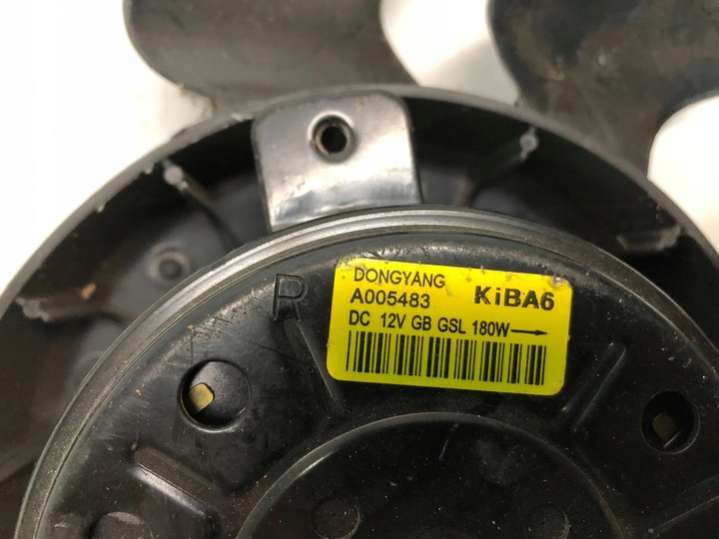 R
DONGYANG
A005483 KiBA6
DC 12V GB GSL 180W→